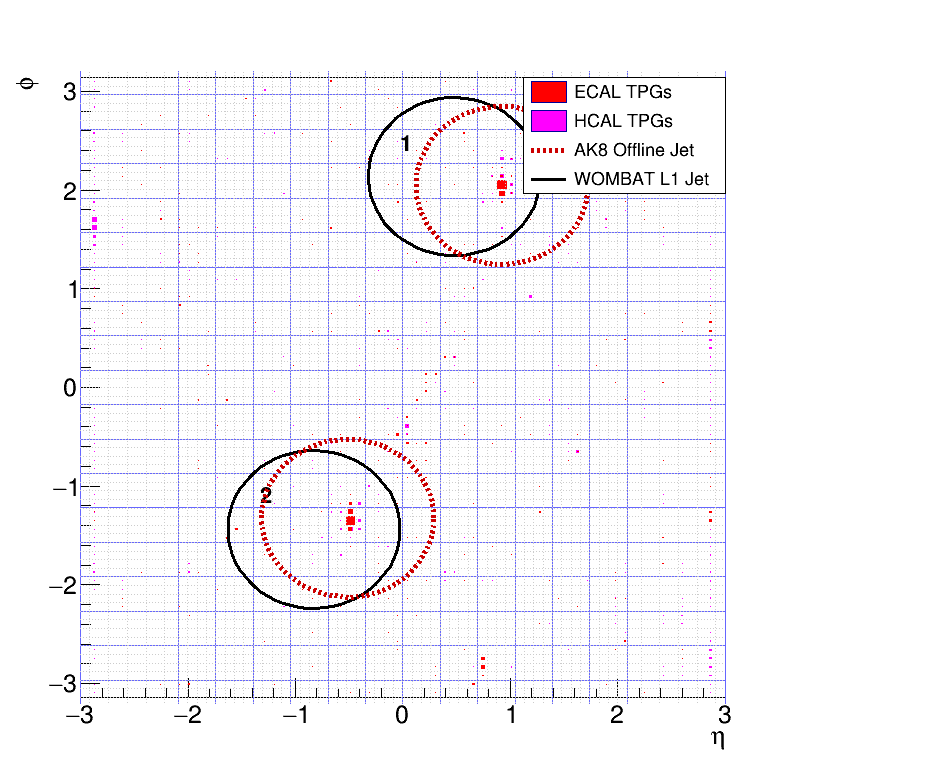 φ
3
2
1
0
−1
−2
−3
ECAL TPGs
HCAL TPGs
AK8 Offline Jet
WOMBAT L1 Jet
1
2
−3 −2 −1 0 1 2 3
η